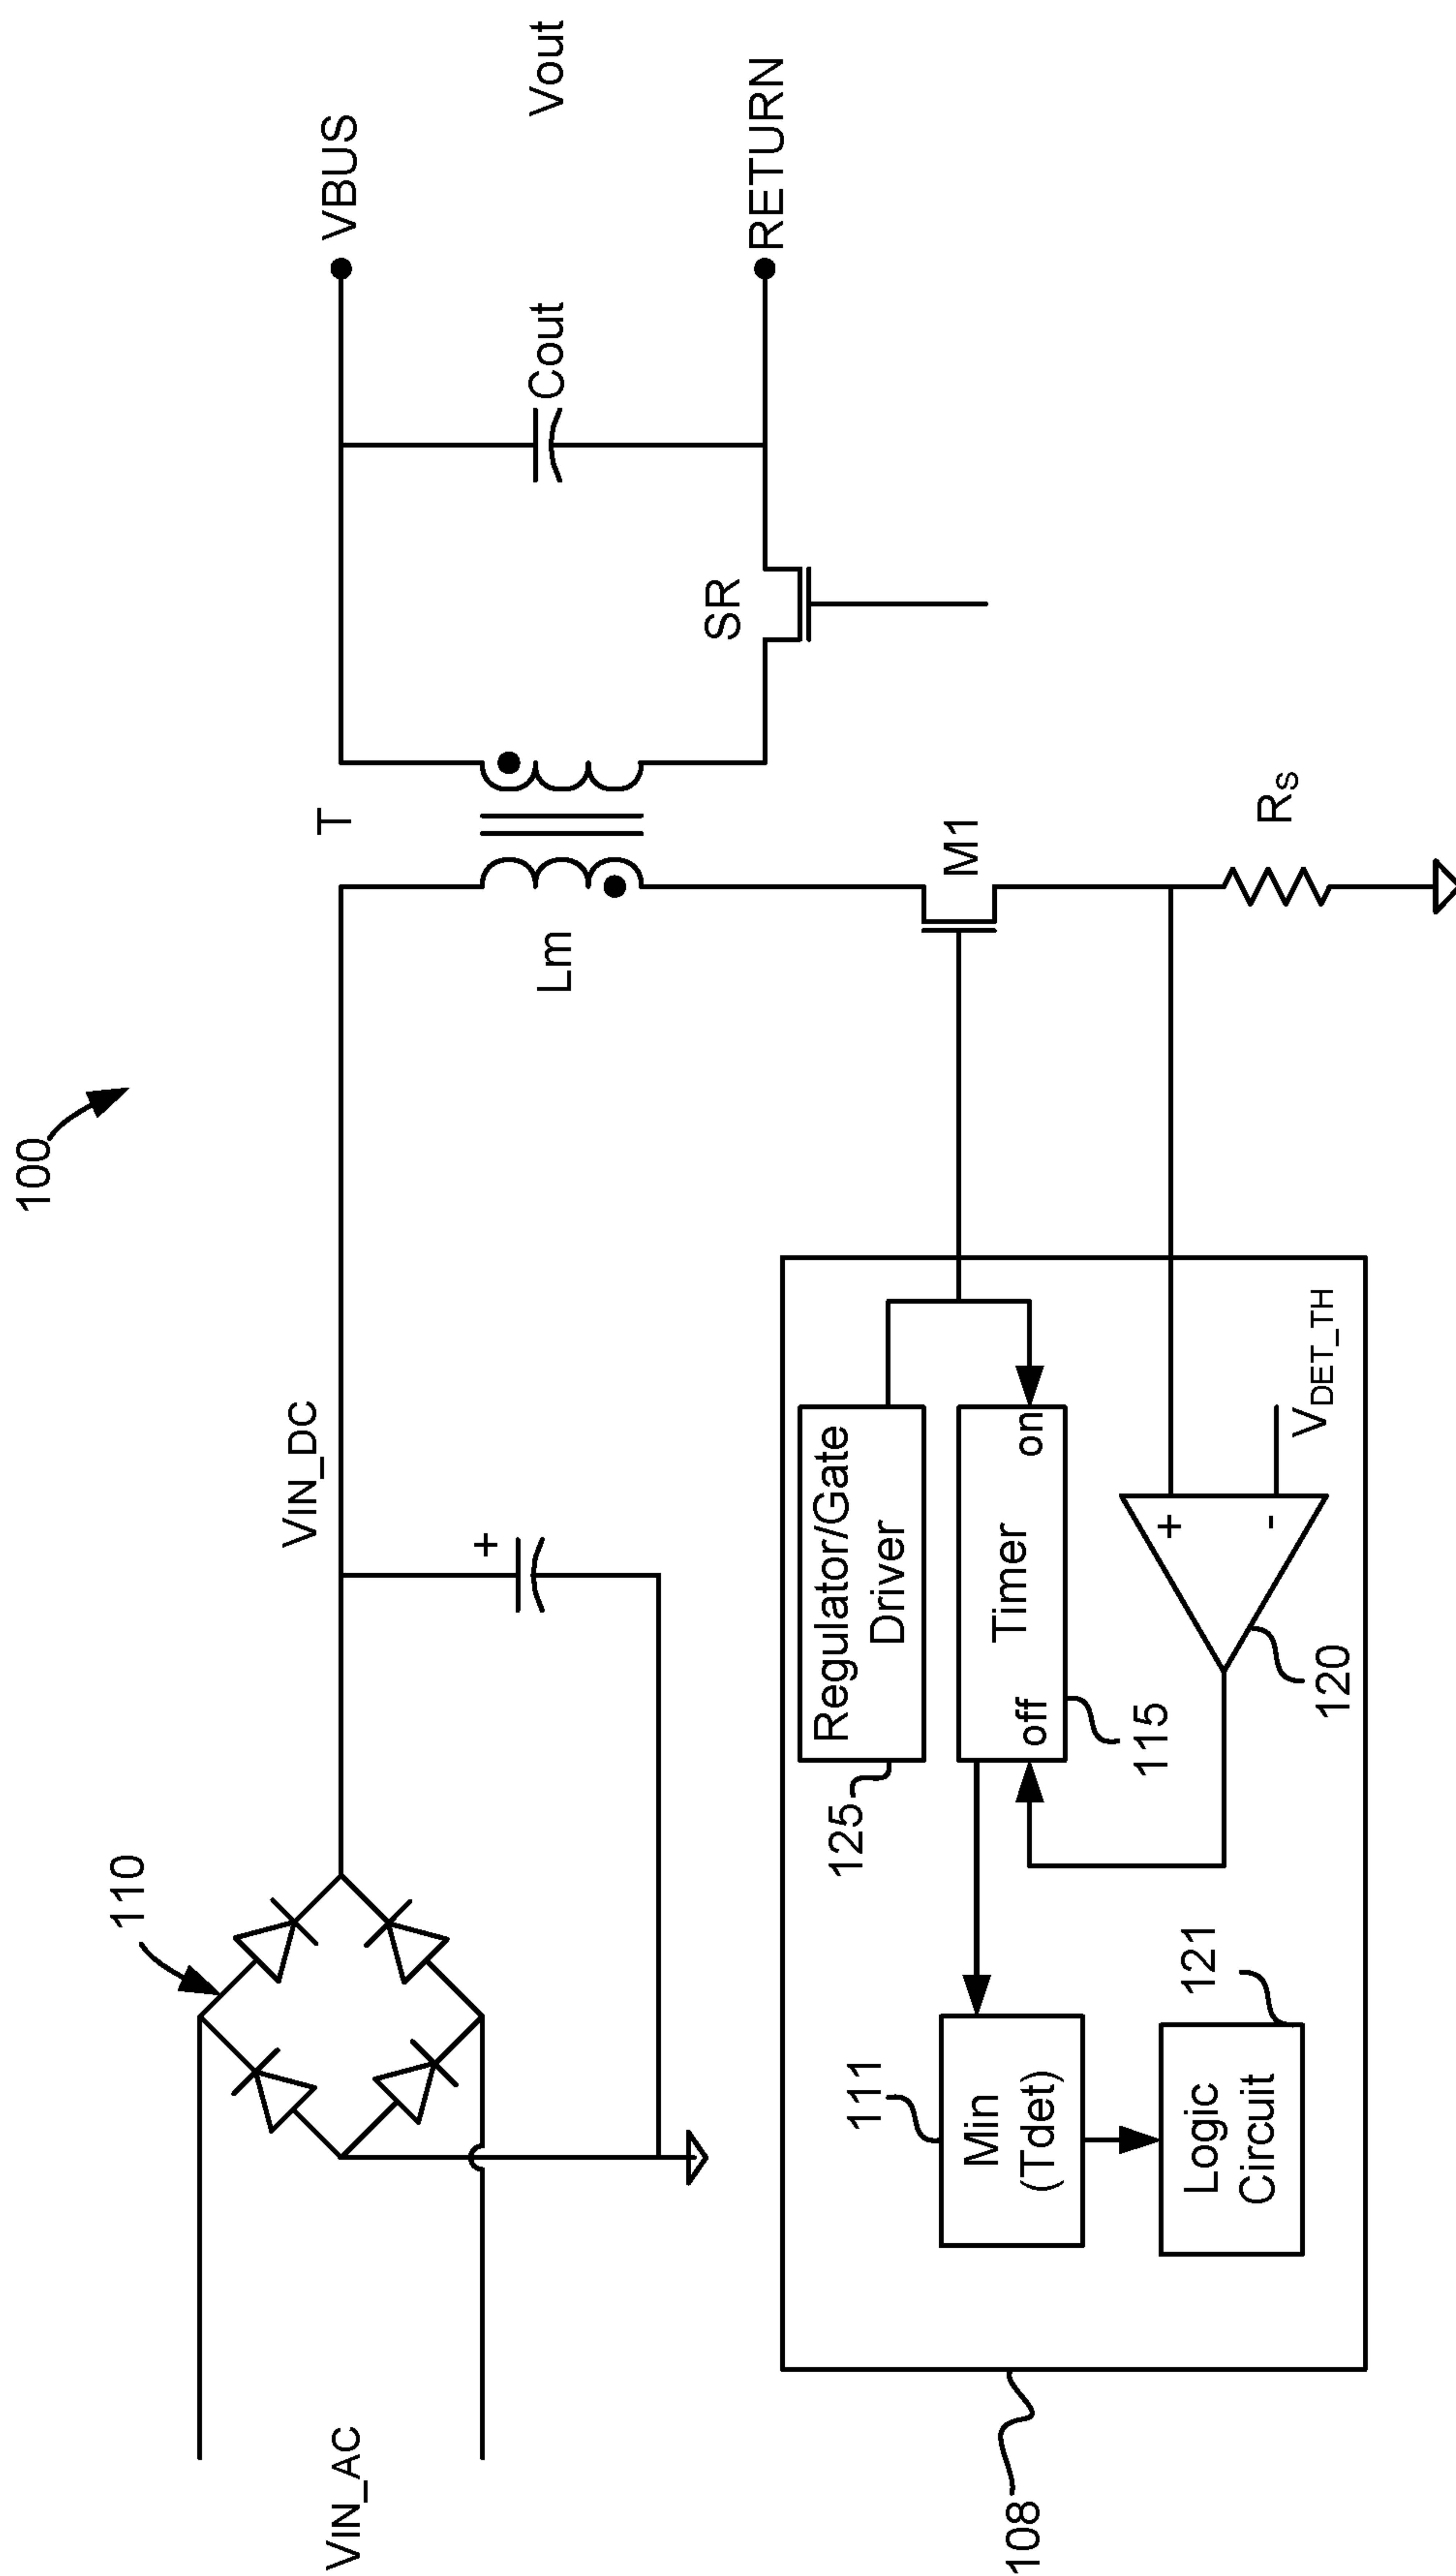 100
110
VIN_AC
VIN_DC
+
T
Lm
VBUS
Cout
Vout
SR
RETURN
M1
RS
108
125
Regulator/Gate
Driver
Timer
off
on
115
111
Min
(Tdet)
121
Logic
Circuit
120
+
-
VDET_TH